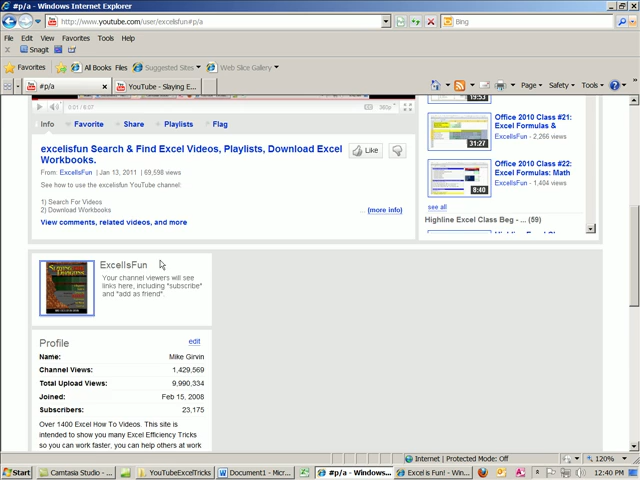 #p/a - Windows Internet Explorer
http://www.youtube.com/user/excelisfun#p/a
Bing
File Edit View Favorites Tools Help
Snagit
Favorites All Books Files Suggested Sites Web Slice Gallery
#p/a YouTube - Slaying E... Page Safety Tools
0:01 / 6:07 360p
Info Favorite Share Playlists Flag
excelisfun Search & Find Excel Videos, Playlists, Download Excel Workbooks.
Like
From: ExcelIsFun | Jan 13, 2011 | 69,598 views
See how to use the excelisfun YouTube channel:
1) Search For Videos
2) Download Workbooks
... (more info)
View comments, related videos, and more
Office 2010 Class #21: Excel Formulas &
ExcelIsFun - 2,266 views
31:27
Office 2010 Class #22: Excel Formulas: Math
ExcelIsFun - 1,404 views
8:40
see all
Highline Excel Class Beg - ... (59)
ExcelIsFun
Your channel viewers will see
links here, including "subscribe"
and "add as friend".
Profile edit
Name: Mike Girvin
Channel Views: 1,429,569
Total Upload Views: 9,990,334
Joined: Feb 15, 2008
Subscribers: 23,175
Over 1400 Excel How To Videos. This site is
intended to show you many Excel Efficiency Tricks
so you can work faster, you can help others at work
Internet | Protected Mode: Off 120%
Start Camtasia Studio - ... YouTubeExcelTricks Document1 - Micr... #p/a - Windows... Excel is Fun! - Win... 12:40 PM